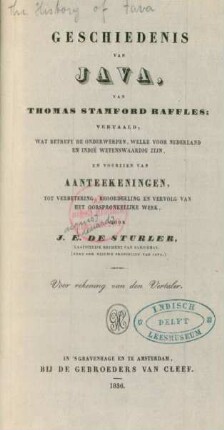 The History of Java
GESCHIEDENIS
VAN
JAVA,
VAN
THOMAS STAMFORD RAFFLES;
VERTAALD,
WAT BETREFT DE ONDERWERPEN, WELKE VOOR NEDERLAND
EN INDIË WETENSWAARDIG ZIJN,
EN VOORZIEN VAN
AANTEEKENINGEN,
TOT VERBETERING, BEOORDEELING EN VERVOLG VAN
HET OORSPRONKELIJKE WERK,
DOOR
J. E. DE STURLER,
Voor rekening van den Vertaler.
INDISCH
DELFT
LEESMUSEUM
IN 'S GRAVENHAGE EN TE AMSTERDAM,
BIJ DE GEBROEDERS VAN CLEEF.
1836.